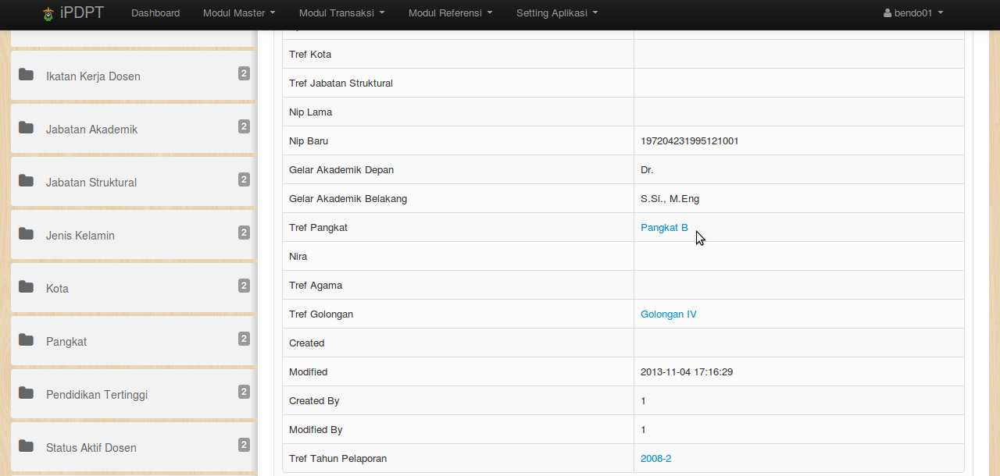 iPDPT Dashboard Modul Master Modul Transaksi Modul Referensi Setting Aplikasi bendo01
Ikatan Kerja Dosen 2
Jabatan Akademik 2
Jabatan Struktural 2
Jenis Kelamin 2
Kota 2
Pangkat 2
Pendidikan Tertinggi 2
Status Aktif Dosen 2
Tref Kota
Tref Jabatan Struktural
Nip Lama
Nip Baru 197204231995121001
Gelar Akademik Depan Dr.
Gelar Akademik Belakang S.Si., M.Eng
Tref Pangkat Pangkat B
Nira
Tref Agama
Tref Golongan Golongan IV
Created
Modified 2013-11-04 17:16:29
Created By 1
Modified By 1
Tref Tahun Pelaporan 2008-2